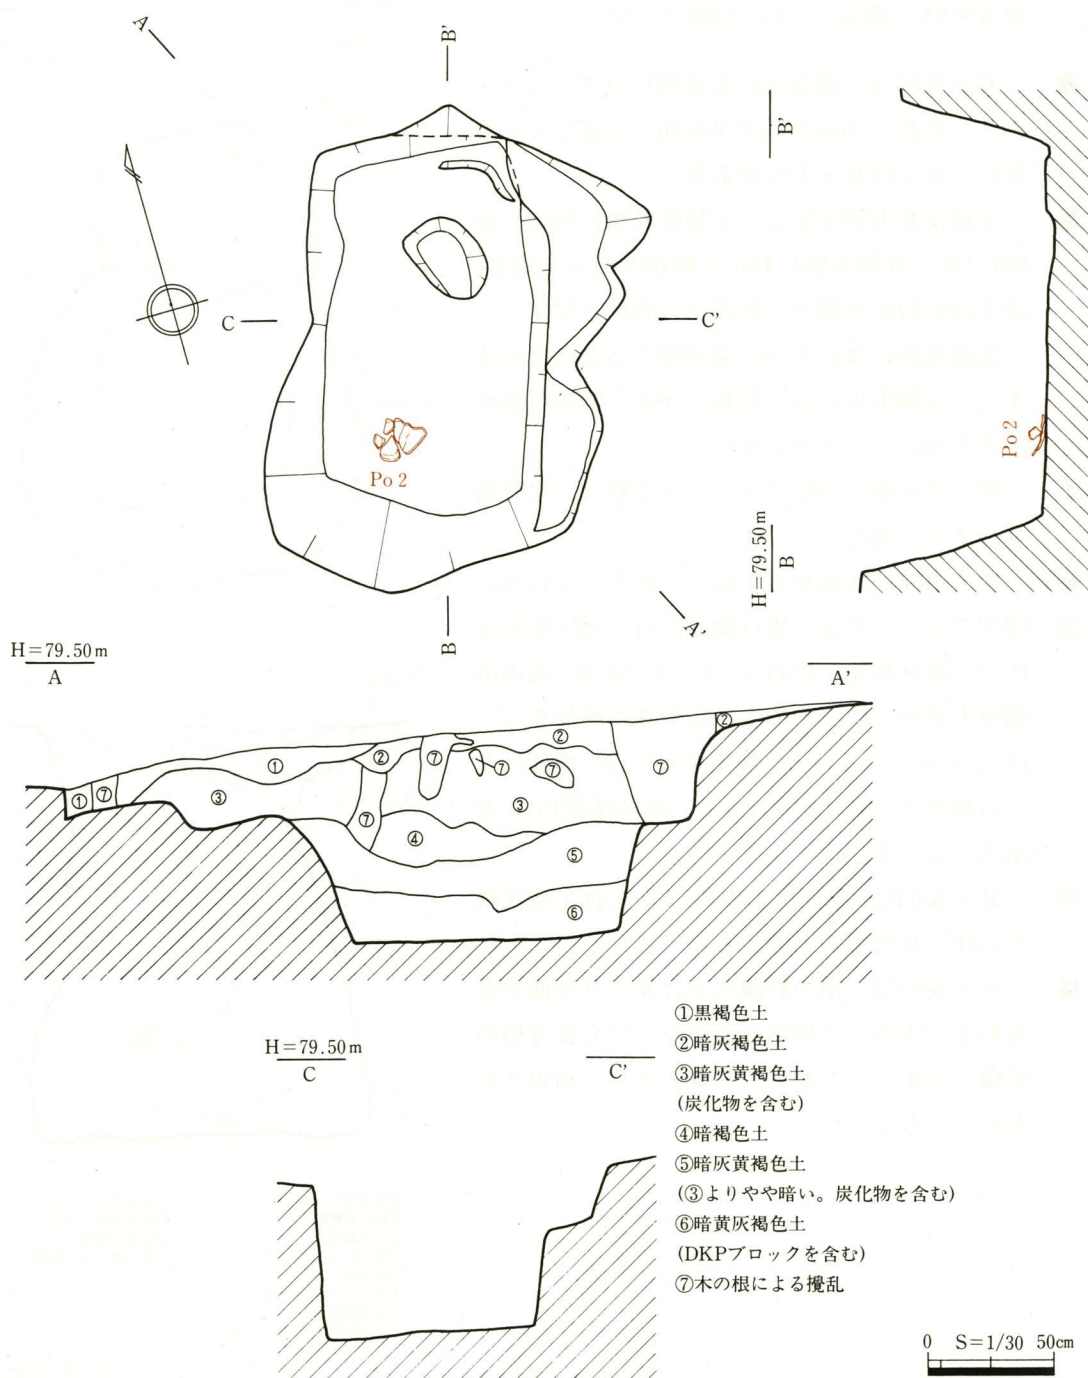 A
B'
B'
C
C'
Po 2
Po 2
H=79.50m
B
B
A'
H=79.50m
A
A'
②
①
②
⑦
⑦
⑦
②
①
⑦
③
⑦
③
⑦
④
⑤
⑥
H=79.50m
C
C'
①黒褐色土
②暗灰褐色土
③暗灰黄褐色土
(炭化物を含む)
④暗褐色土
⑤暗灰黄褐色土
(③よりやや暗い。炭化物を含む)
⑥暗黄灰褐色土
(DKPブロックを含む)
⑦木の根による攪乱
0 S=1/30 50cm